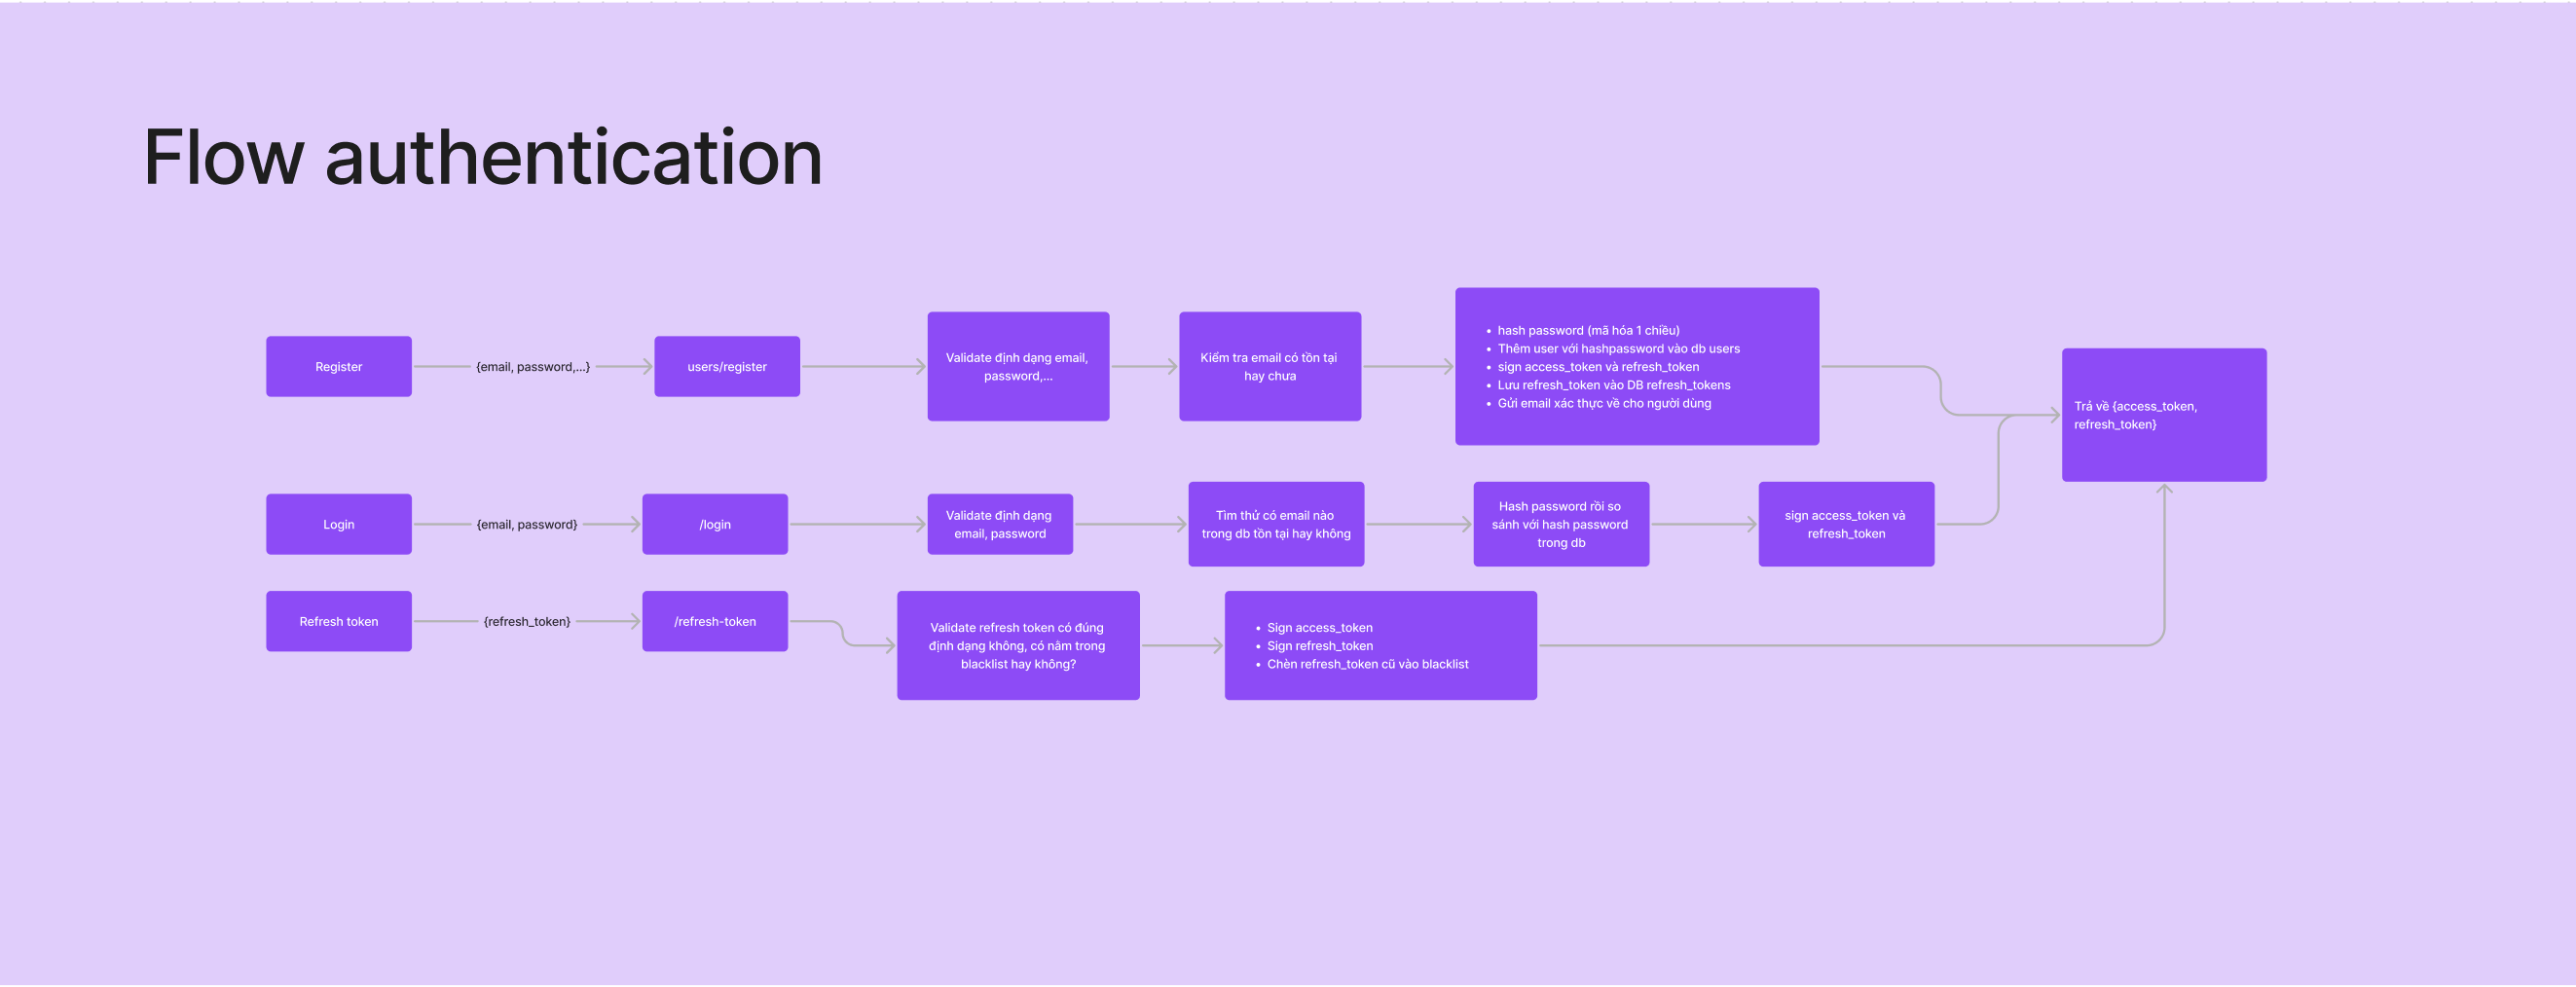 Flow authentication
Register
{email, password,...}
users/register
Validate định dạng email,
password,...
Kiểm tra email có tồn tại
hay chưa
• hash password (mã hóa 1 chiều)
• Thêm user với hashpassword vào db users
• sign access_token và refresh_token
• Lưu refresh_token vào DB refresh_tokens
• Gửi email xác thực về cho người dùng
Trả về {access_token,
refresh_token}
Login
{email, password}
/login
Validate định dạng
email, password
Tìm thử có email nào
trong db tồn tại hay không
Hash password rồi so
sánh với hash password
trong db
sign access_token và
refresh_token
Refresh token
{refresh_token}
/refresh-token
Validate refresh token có đúng
định dạng không, có nằm trong
blacklist hay không?
• Sign access_token
• Sign refresh_token
• Chèn refresh_token cũ vào blacklist